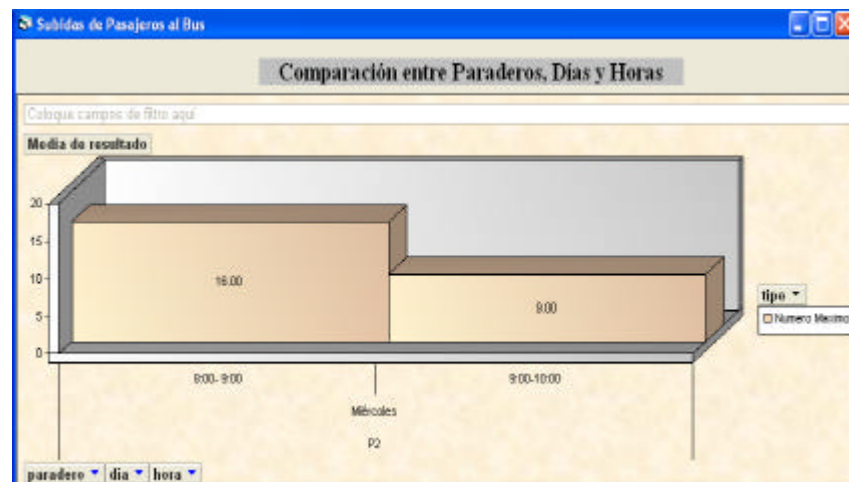 Subidas de Pasajeros al Bus
Comparación entre Paraderos, Días y Horas
Coloque campos de filtro aquí
Media de resultado
20
15
10
5
0
16.00
9.00
8:00- 9:00
9:00-10:00
Miércoles
P2
tipo
Numero Maximo
paradero dia hora